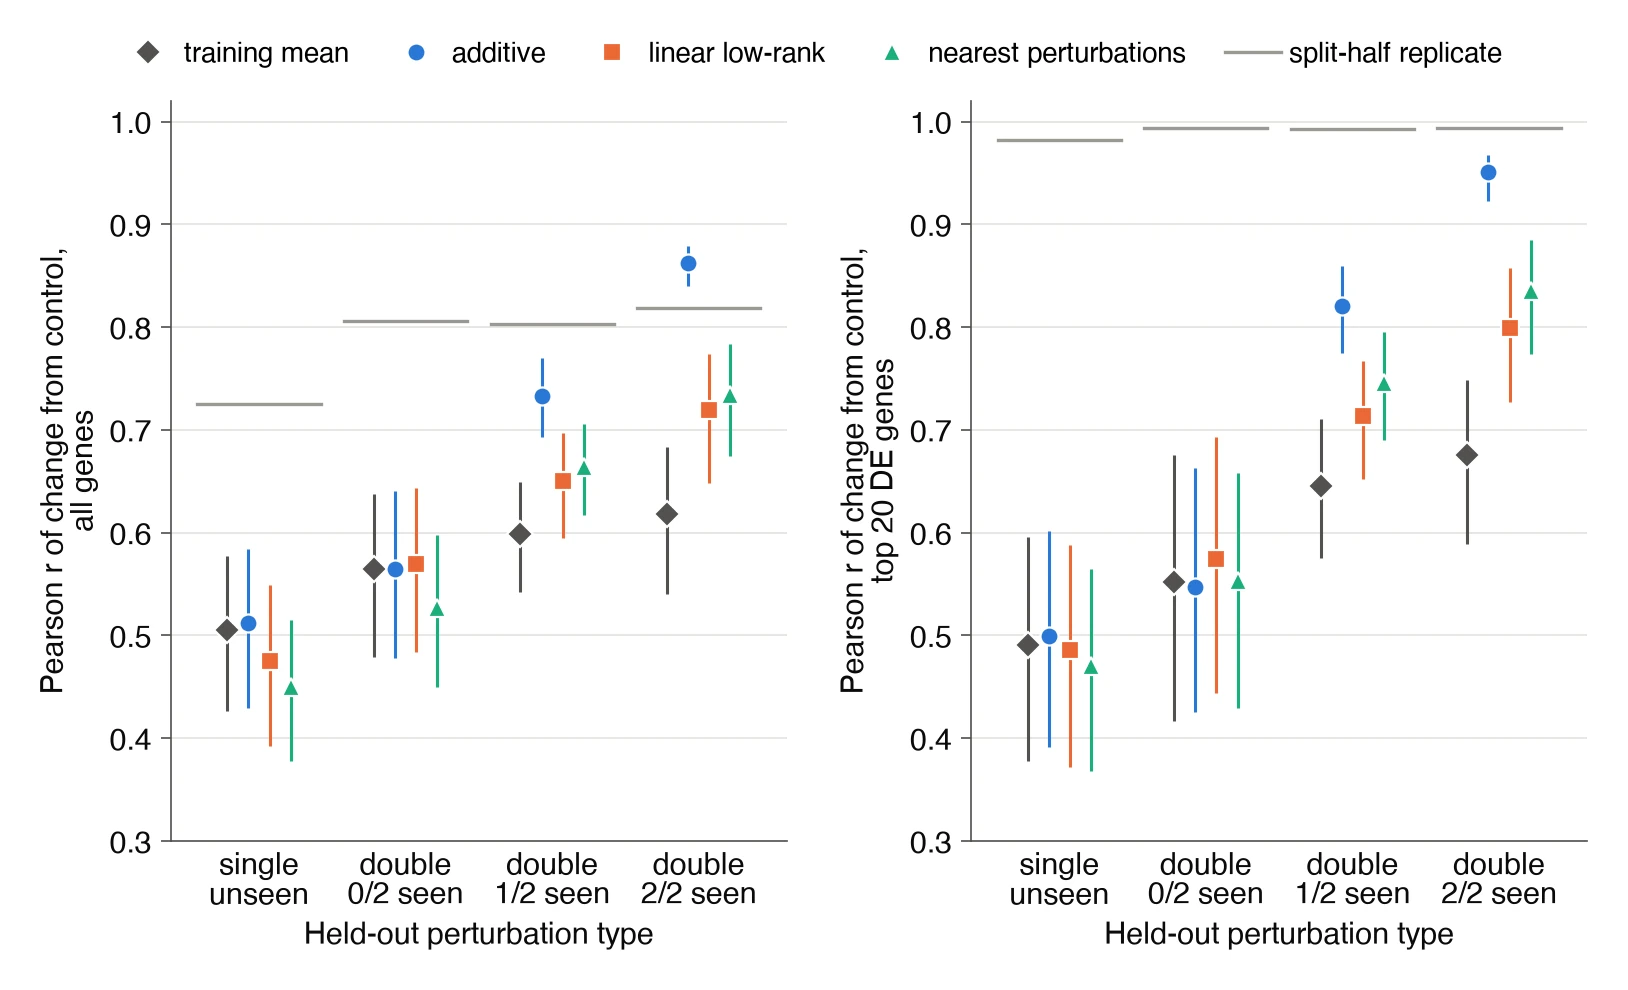 training mean additive linear low-rank nearest perturbations split-half replicate
Pearson r of change from control,
all genes
1.0
0.9
0.8
0.7
0.6
0.5
0.4
0.3
single
unseen
double
0/2 seen
double
1/2 seen
double
2/2 seen
Held-out perturbation type
Pearson r of change from control,
top 20 DE genes
1.0
0.9
0.8
0.7
0.6
0.5
0.4
0.3
single
unseen
double
0/2 seen
double
1/2 seen
double
2/2 seen
Held-out perturbation type